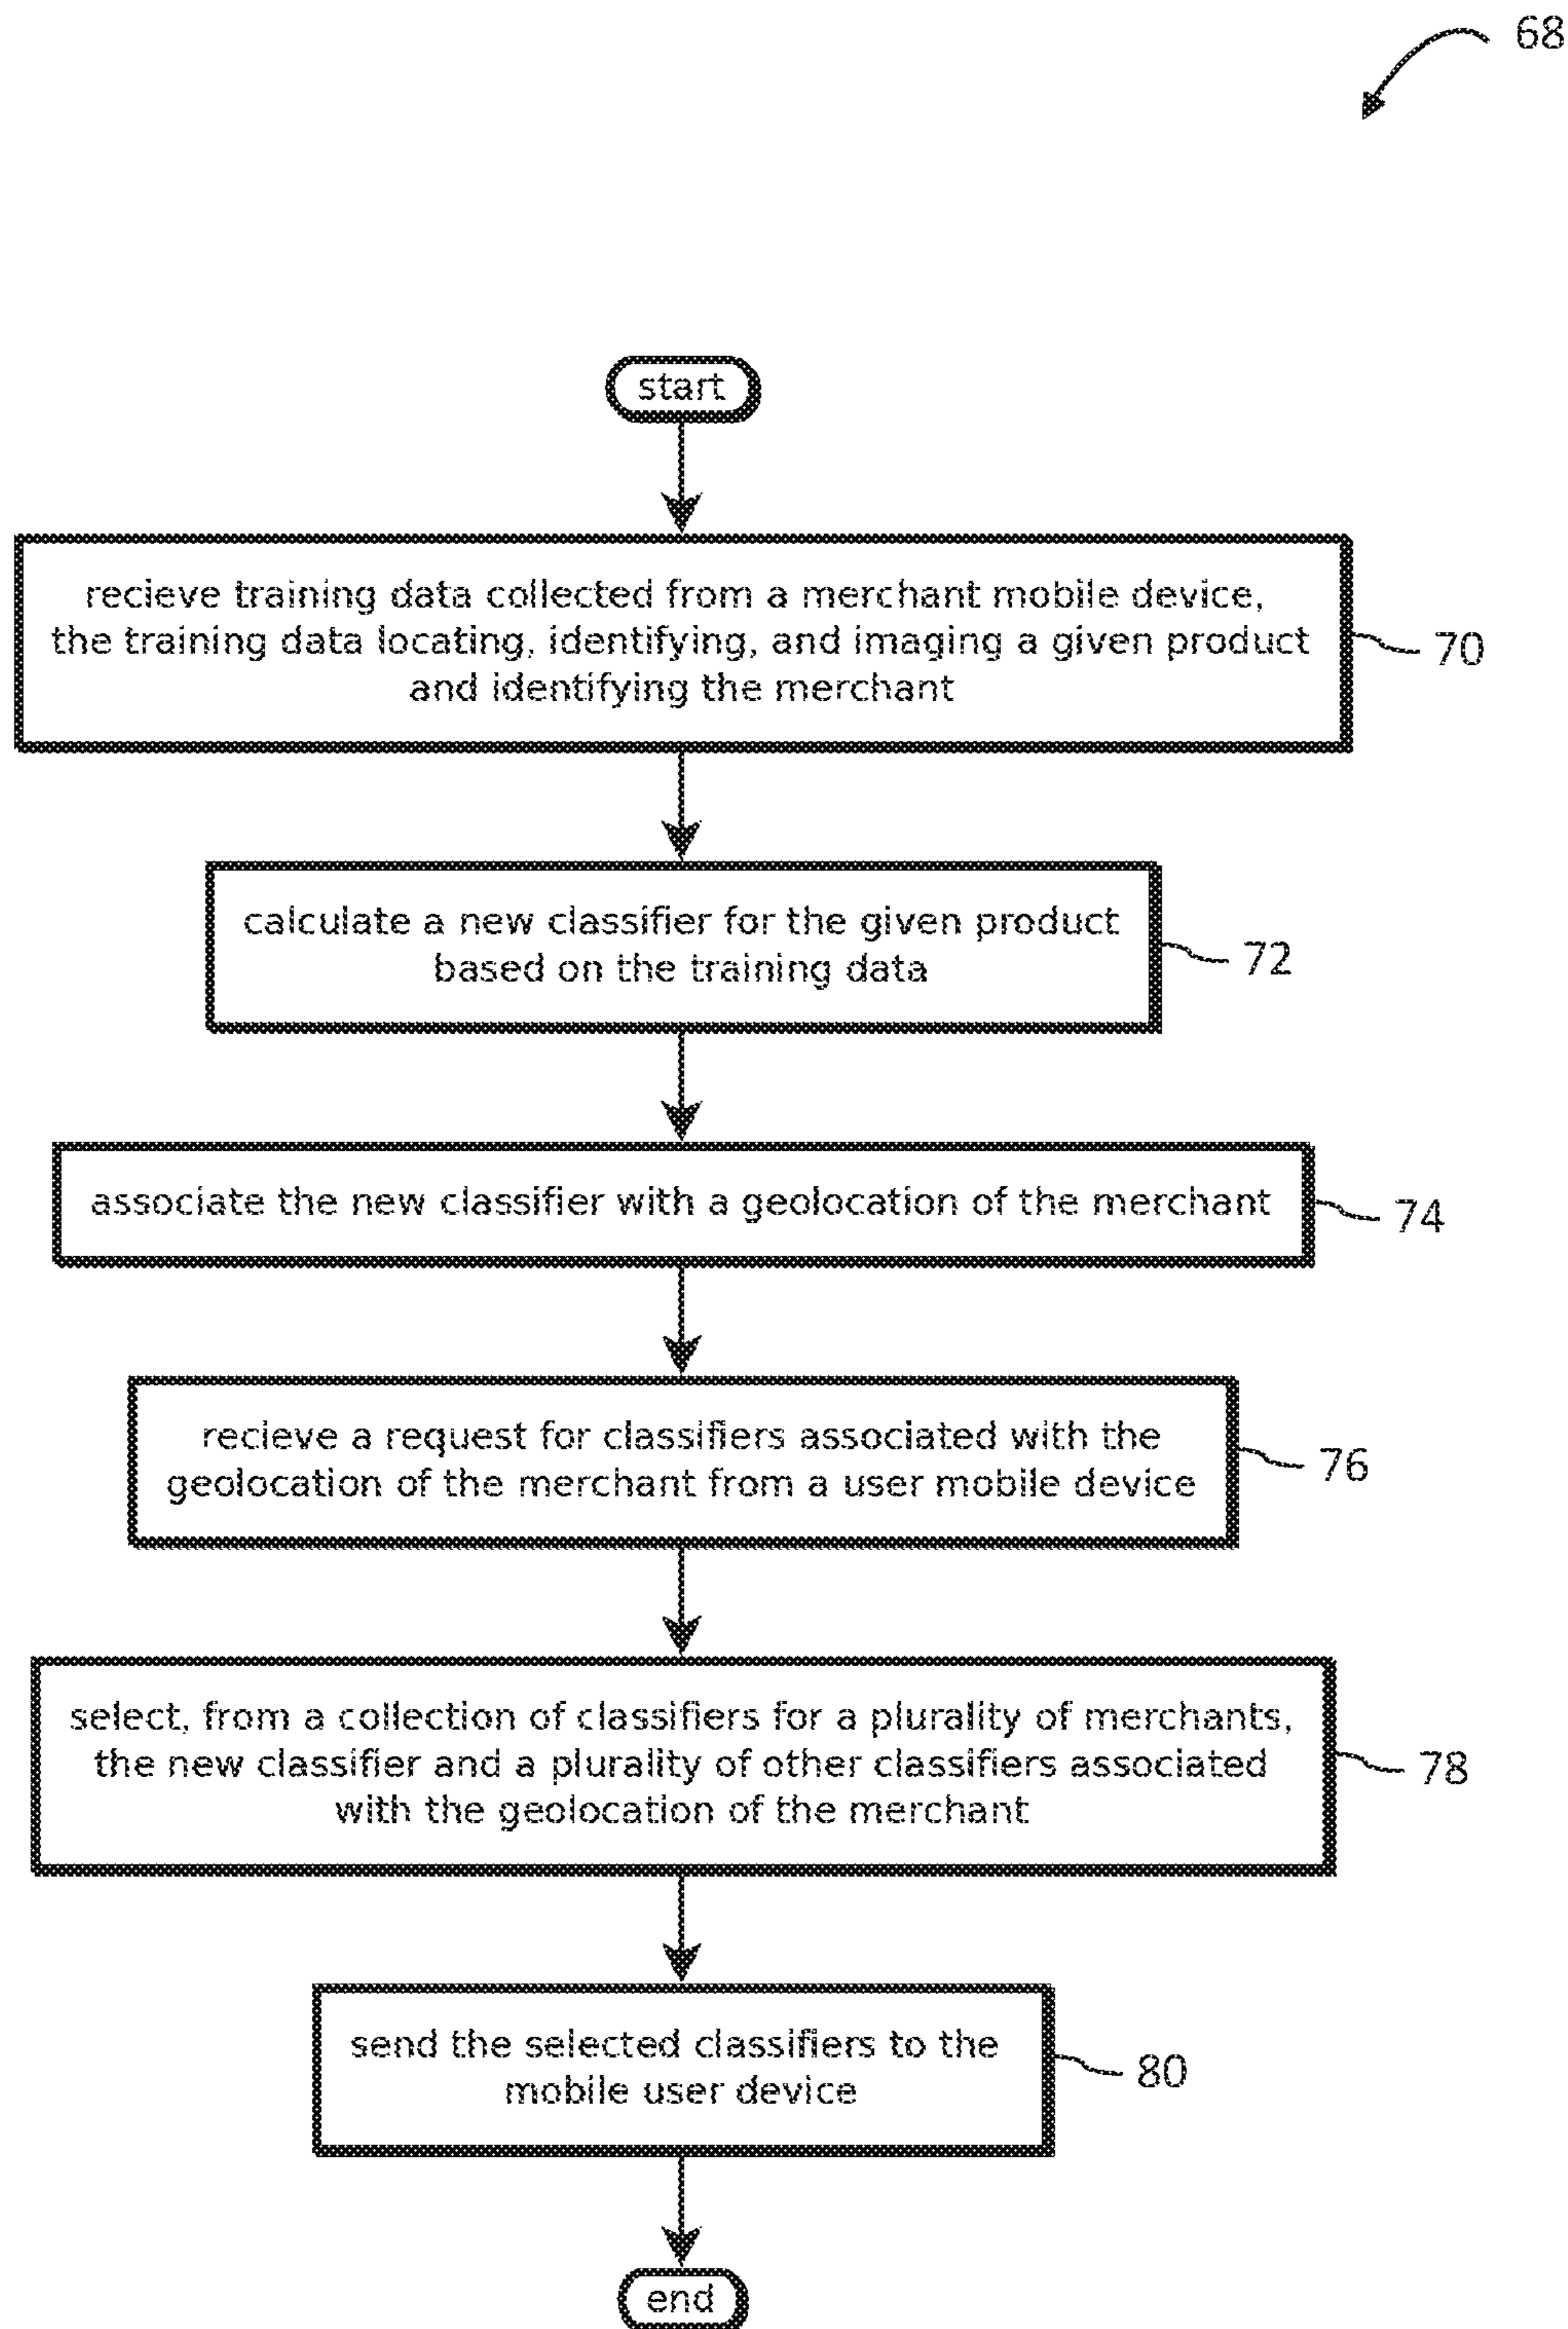 68
start
recieve training data collected from a merchant mobile device,
the training data locating, identifying, and imaging a given product
and identifying the merchant
70
calculate a new classifier for the given product
based on the training data
72
associate the new classifier with a geolocation of the merchant
74
recieve a request for classifiers associated with the
geolocation of the merchant from a user mobile device
76
select, from a collection of classifiers for a plurality of merchants,
the new classifier and a plurality of other classifiers associated
with the geolocation of the merchant
78
send the selected classifiers to the
mobile user device
80
end